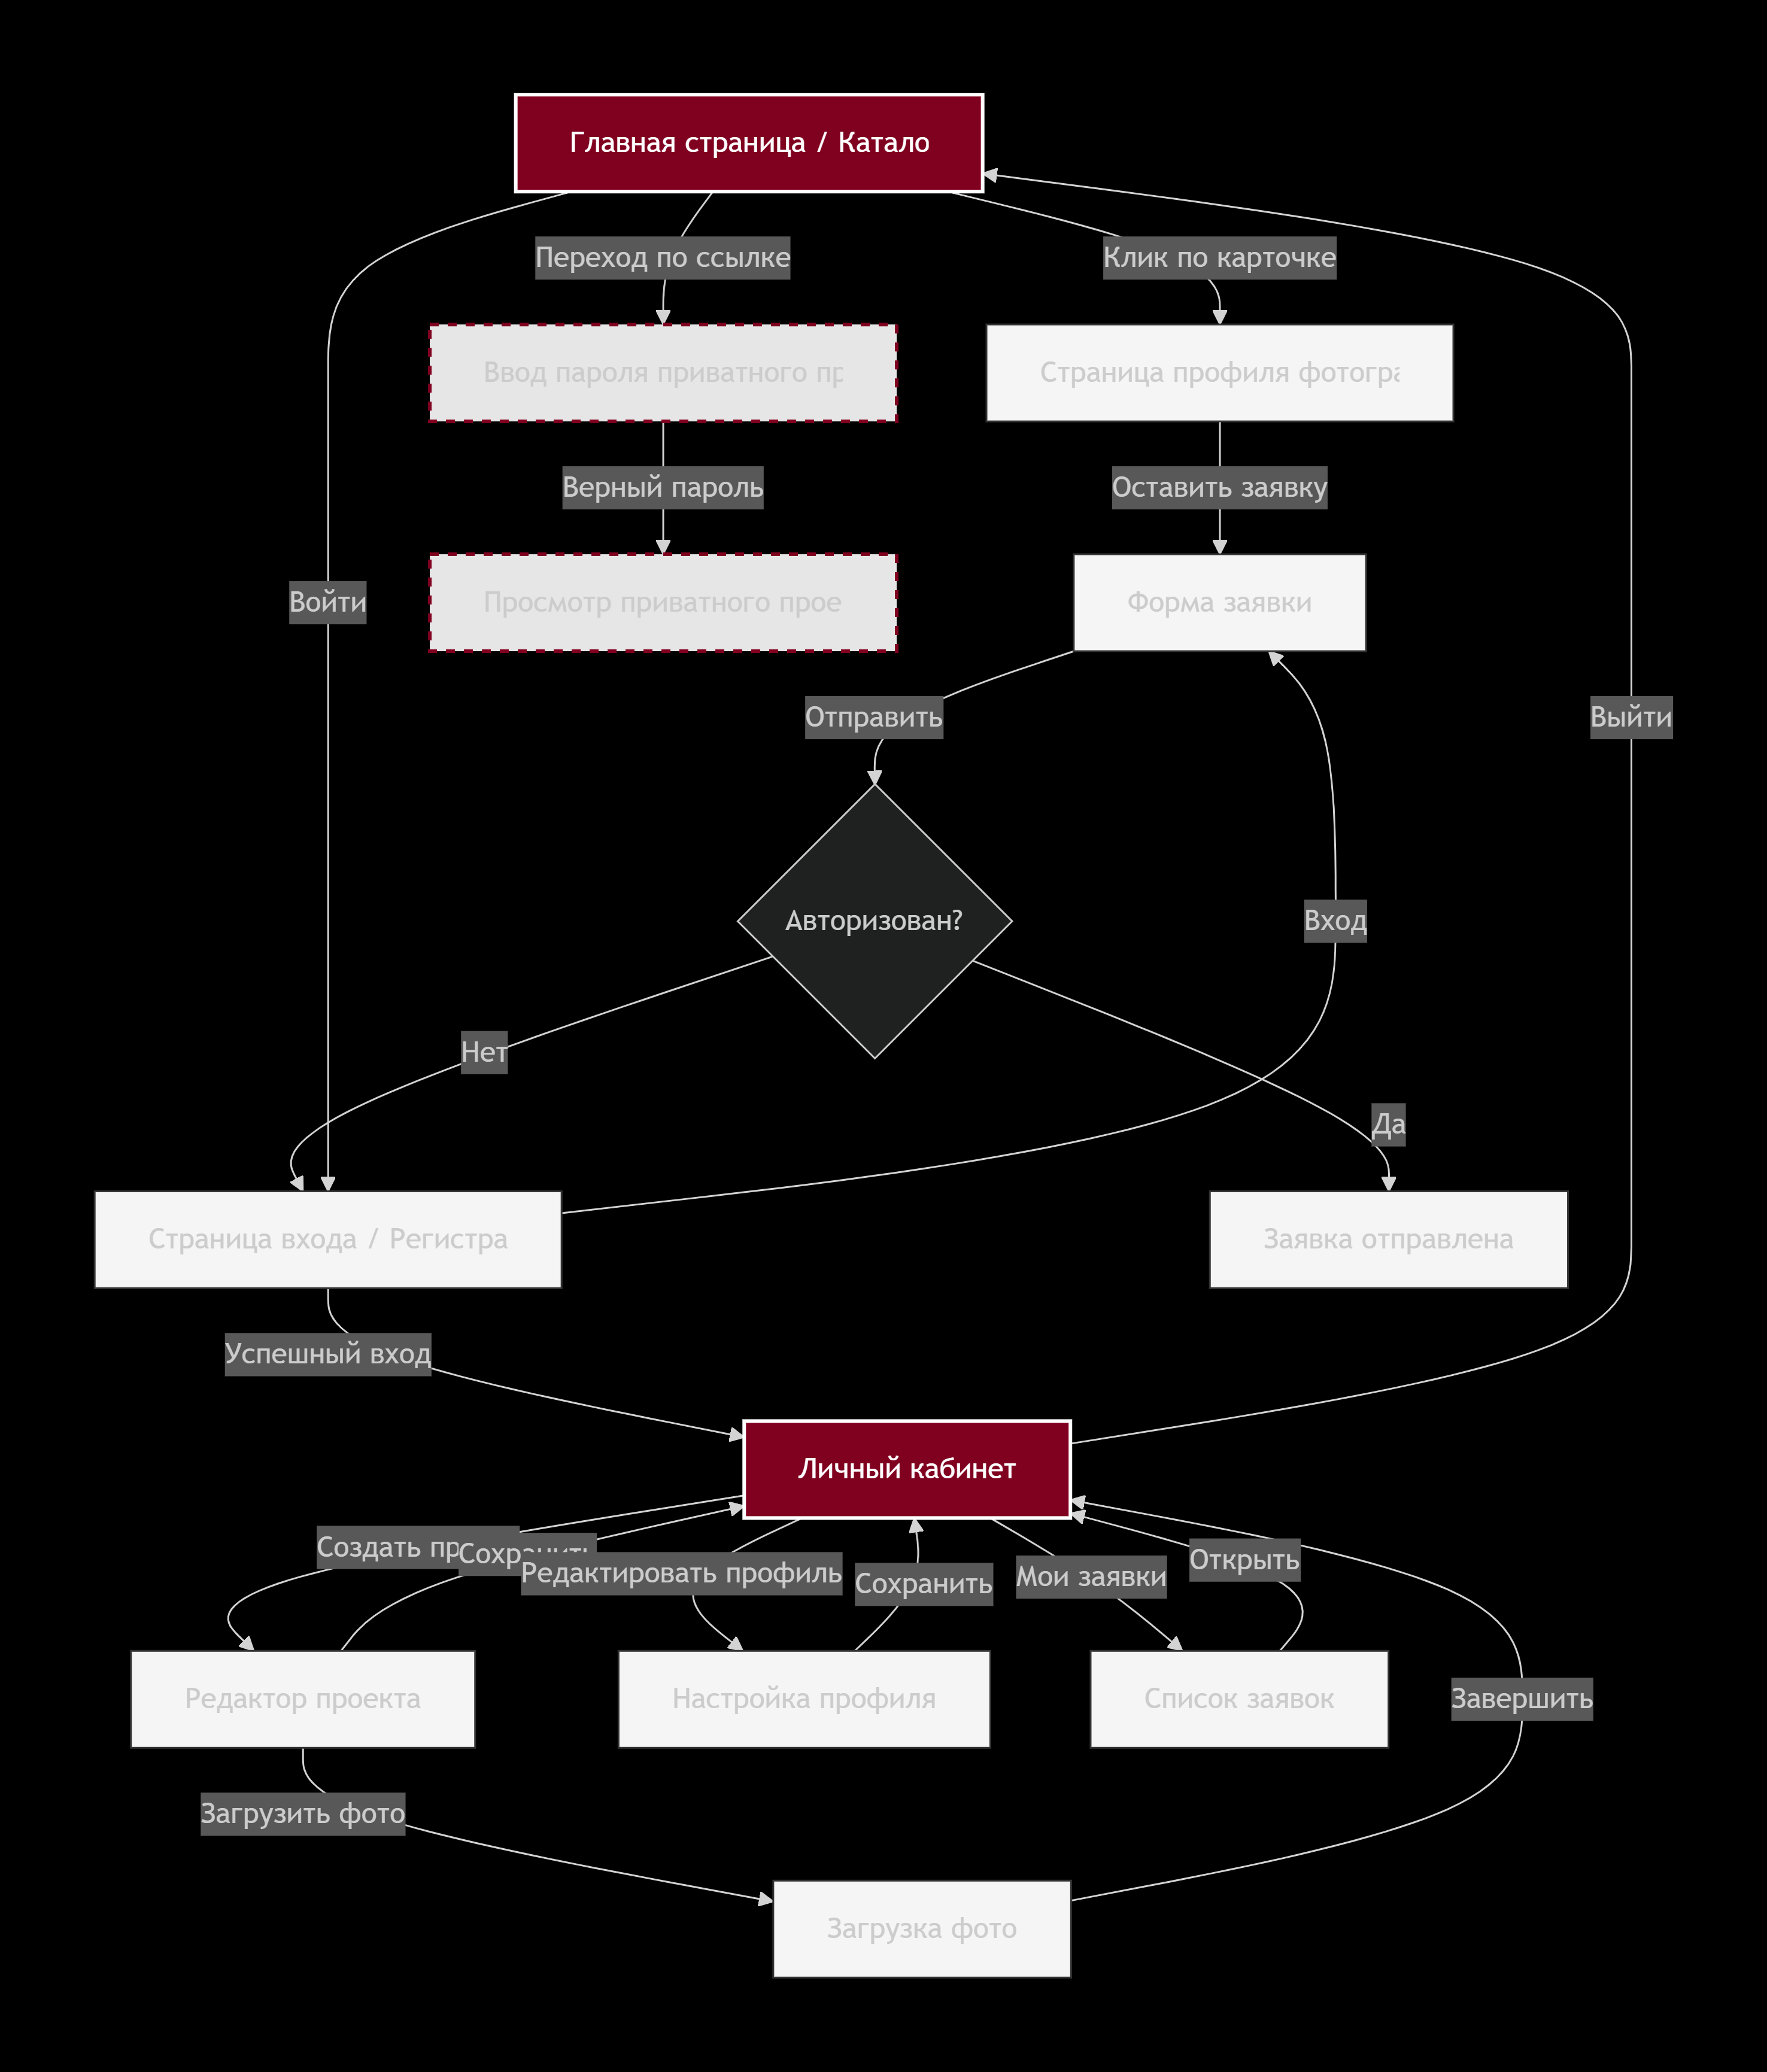 Главная страница / Катало
Переход по ссылке
Клик по карточке
Ввод пароля приватного пр
Страница профиля фотогра
Верный пароль
Оставить заявку
Войти
Просмотр приватного прое
Форма заявки
Отправить
Выйти
Авторизован?
Вход
Нет
Да
Страница входа / Регистра
Заявка отправлена
Успешный вход
Личный кабинет
Создать пр
Сохранить
Редактировать профиль
Сохранить
Мои заявки
Открыть
Редактор проекта
Настройка профиля
Список заявок
Завершить
Загрузить фото
Загрузка фото